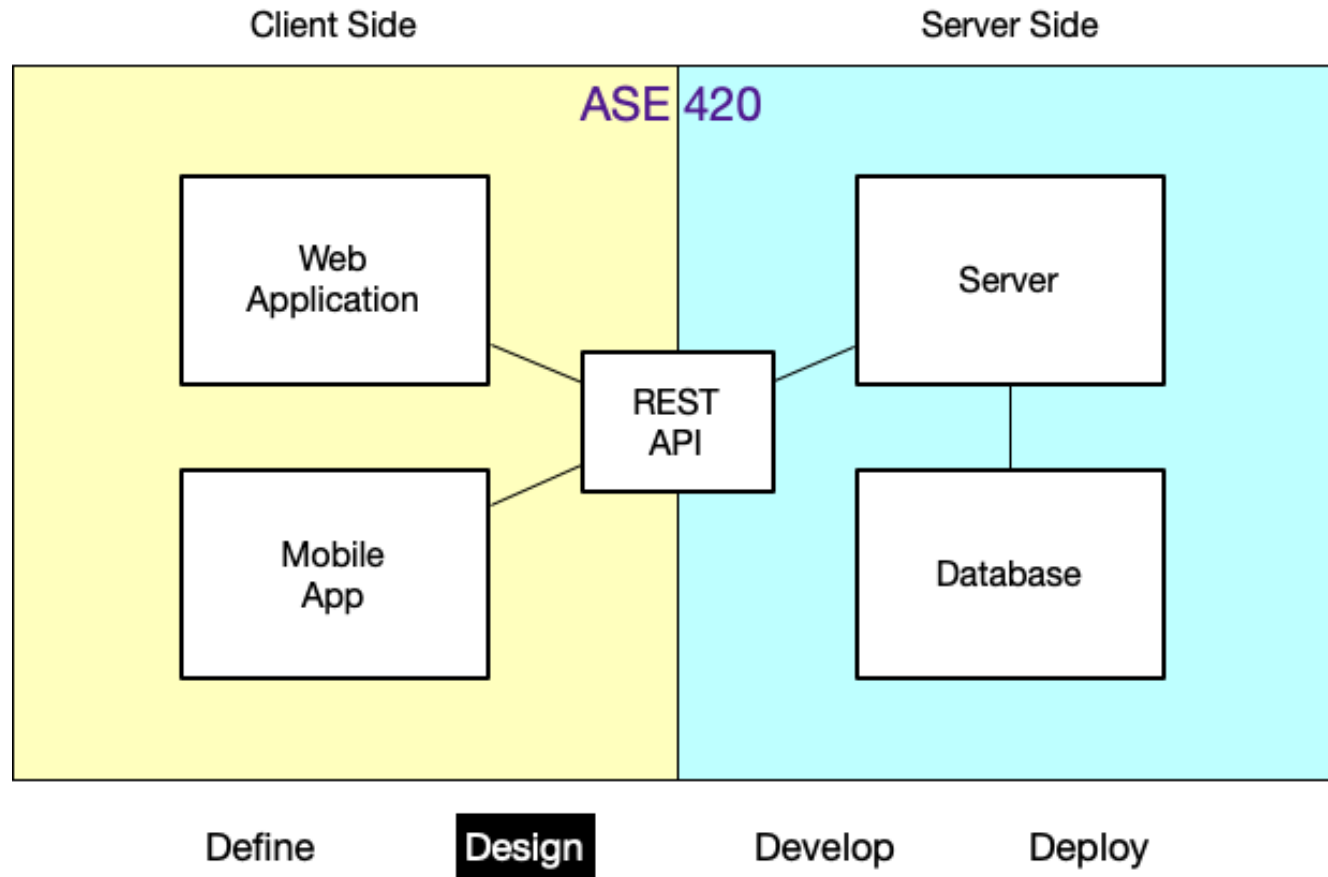 Client Side
Server Side
ASE 420
Web
Application
Server
REST
API
Mobile
App
Database
Define
Design
Develop
Deploy